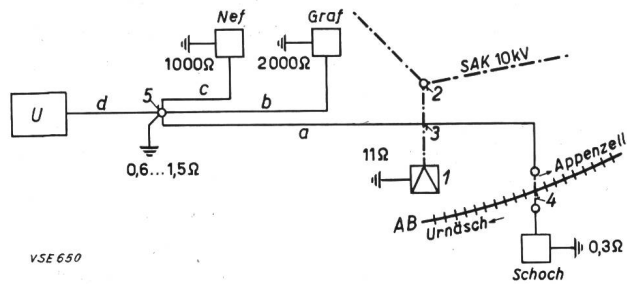 Nef
Graf
1000Ω
2000Ω
SAK 10kV
2
5
c
b
d
U
a
3
0,6...1,5Ω
11Ω
1
Appenzell
4
AB
Urnäsch
0,3Ω
Schoch
VSE 650